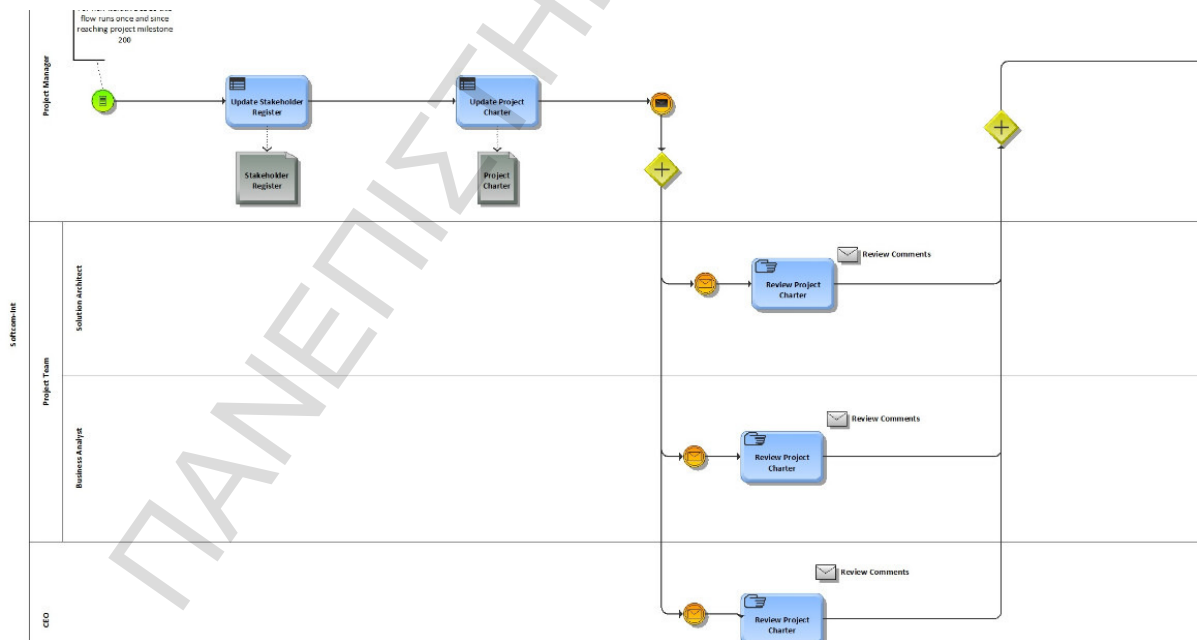 flow runs once and since
reaching project milestone
200
Project Manager
Update Stakeholder
Register
Update Project
Charter
Stakeholder
Register
Project
Charter
Softcom-Int
Project Team
Solution Architect
Review Comments
Review Project
Charter
Business Analyst
Review Comments
Review Project
Charter
CEO
Review Comments
Review Project
Charter
ΠΑΝΕΠΙΣΤΗ